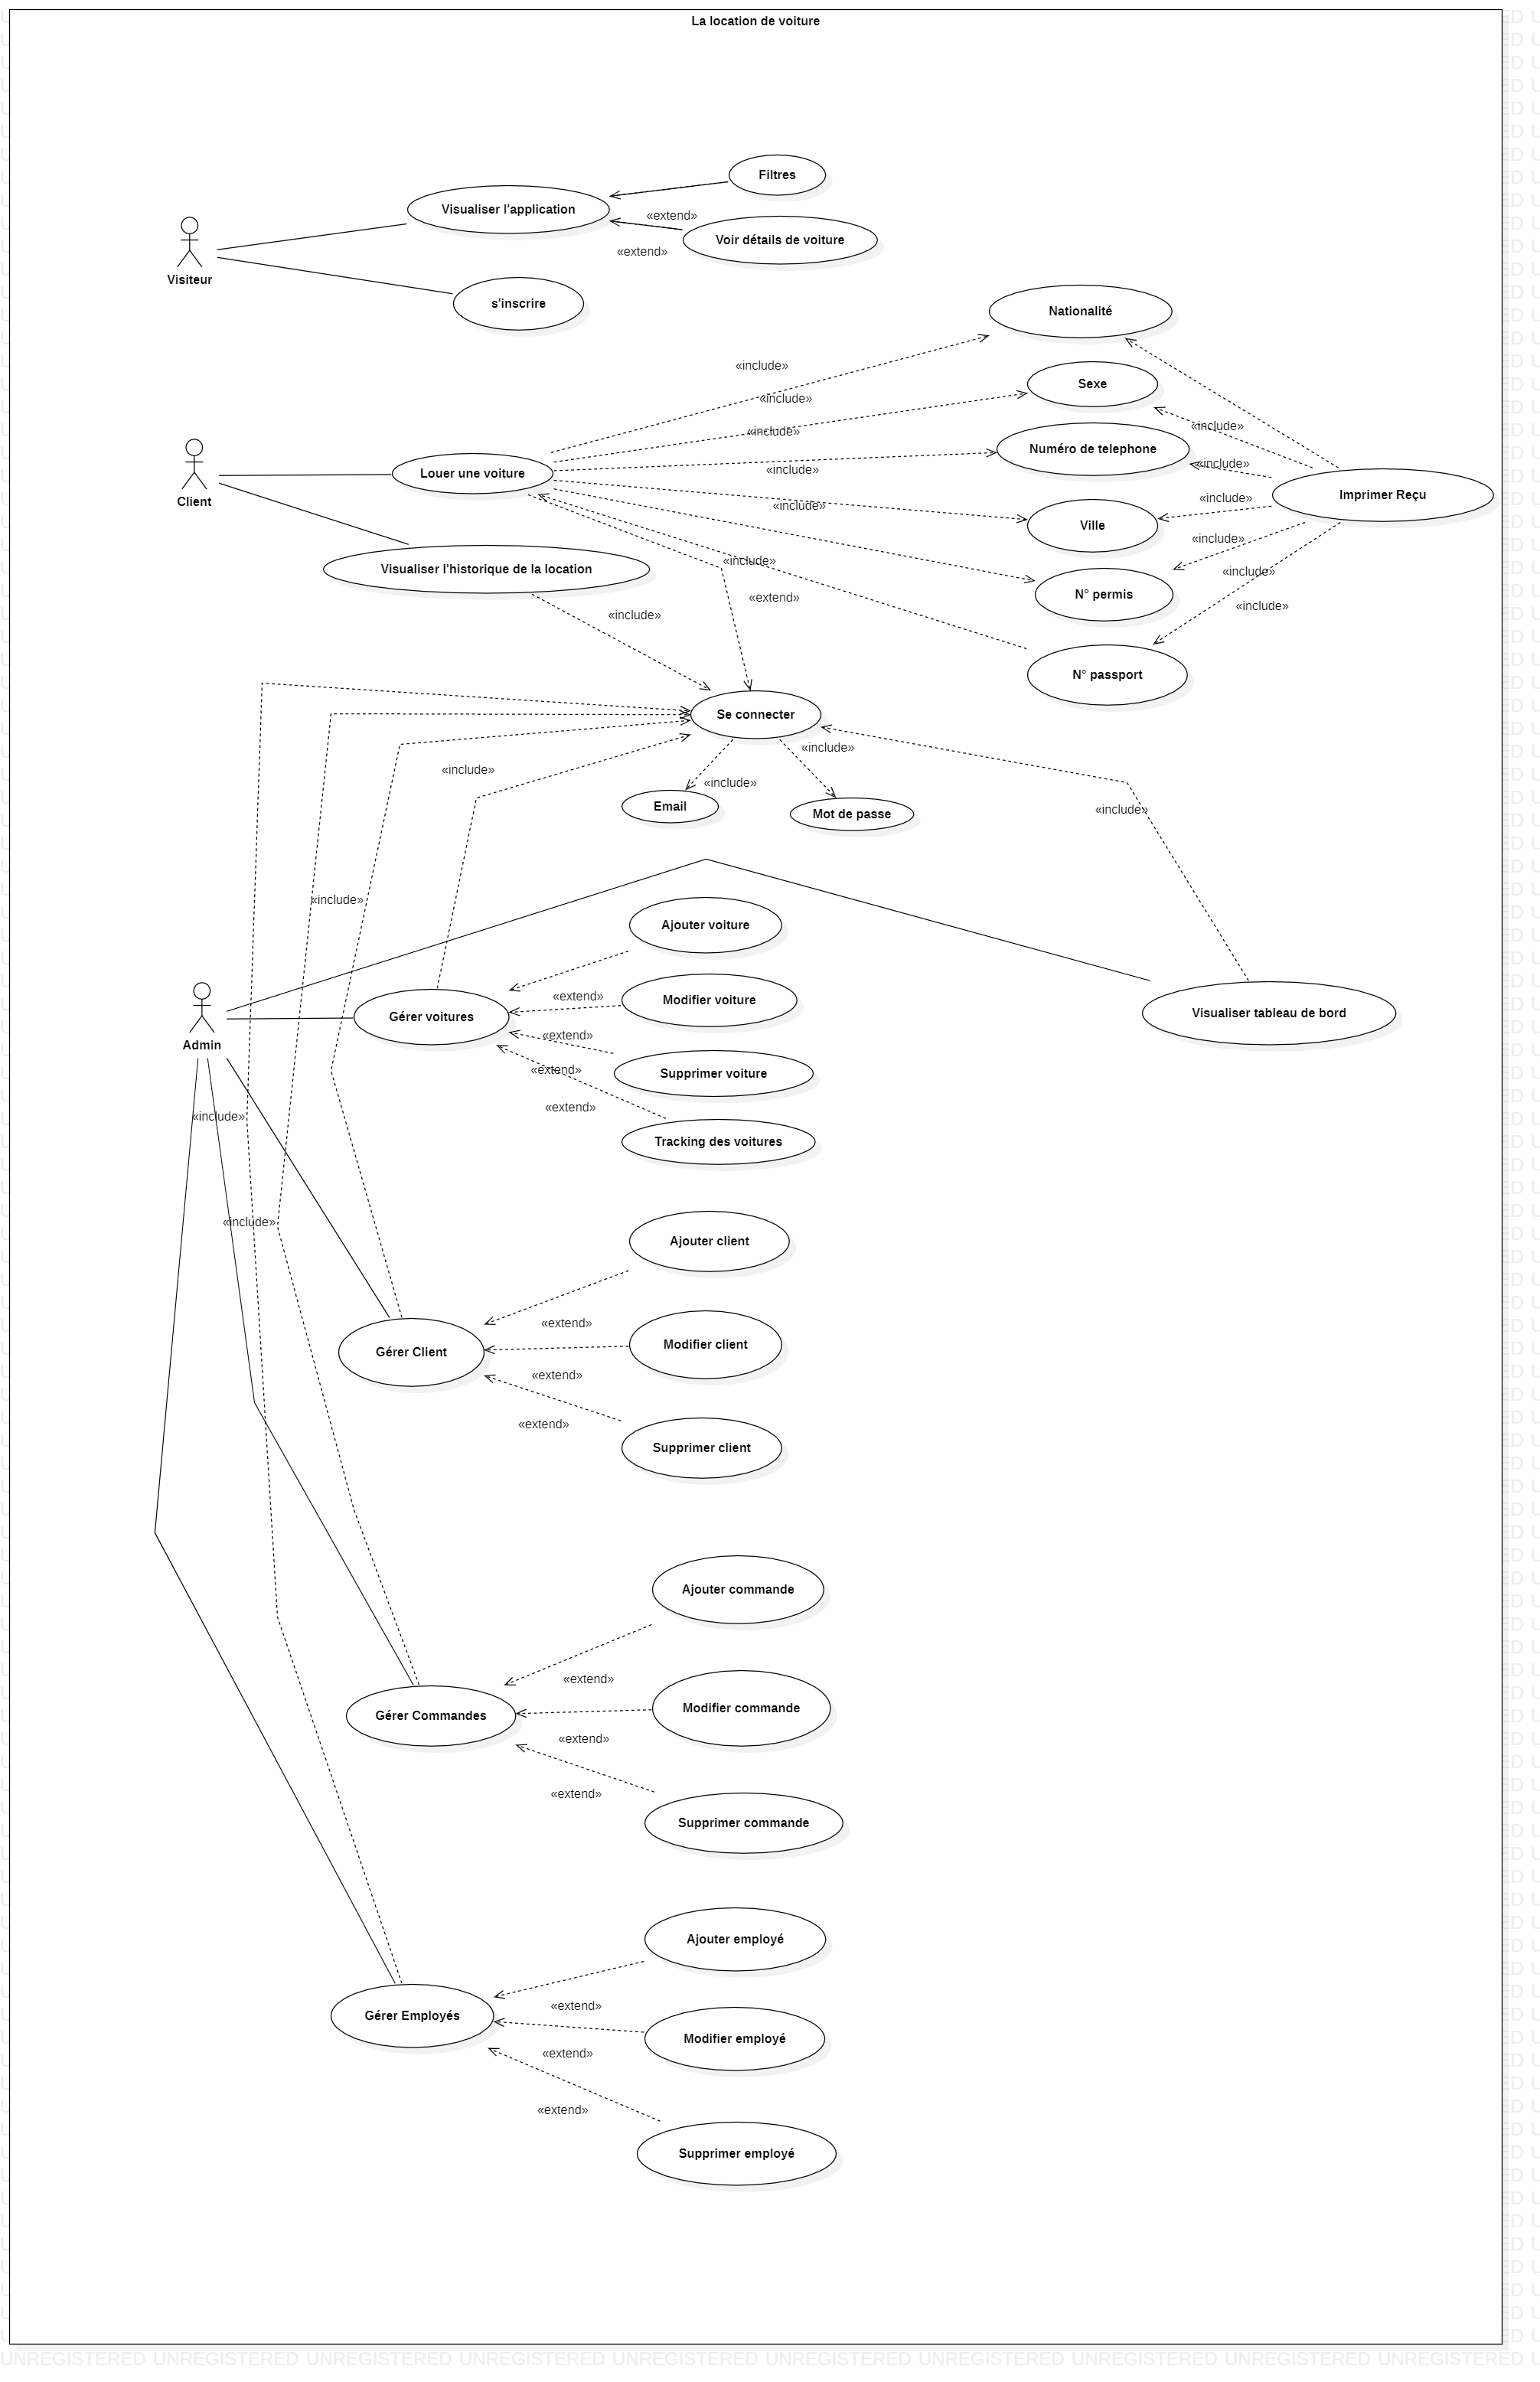 La location de voiture
Filtres
Visualiser l'application
«extend»
Voir détails de voiture
«extend»
Visiteur
s'inscrire
Nationalité
«include»
Sexe
«include»
«include»
«include»
Numéro de telephone
Louer une voiture
«include»
«include»
Client
Imprimer Reçu
«include»
«include»
Ville
«include»
«include»
Visualiser l'historique de la location
«include»
«extend»
N° permis
«include»
«include»
N° passport
Se connecter
«include»
«include»
«include»
Email
Mot de passe
«include»
«include»
Ajouter voiture
«extend»
Modifier voiture
Visualiser tableau de bord
Gérer voitures
«extend»
Admin
«extend»
Supprimer voiture
«extend»
«include»
Tracking des voitures
«include»
Ajouter client
«extend»
Modifier client
Gérer Client
«extend»
«extend»
Supprimer client
Ajouter commande
«extend»
Modifier commande
Gérer Commandes
«extend»
«extend»
Supprimer commande
Ajouter employé
«extend»
Gérer Employés
Modifier employé
«extend»
«extend»
Supprimer employé
UNREGISTERED UNREGISTERED UNREGISTERED UNREGISTERED UNREGISTERED UNREGISTERED UNREGISTERED UNREGISTERED UNREGISTERED UNREGISTERED